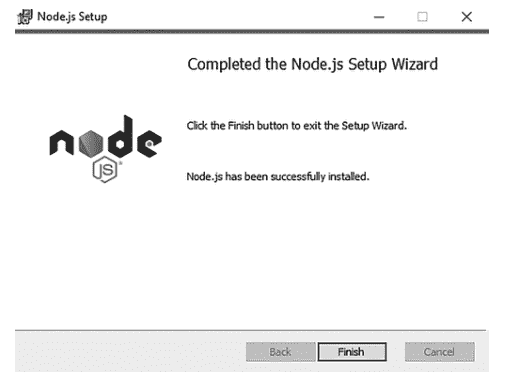 Node.js Setup
Completed the Node.js Setup Wizard
Click the Finish button to exit the Setup Wizard.
node
JS
Node.js has been successfully installed.
Back Finish Cancel